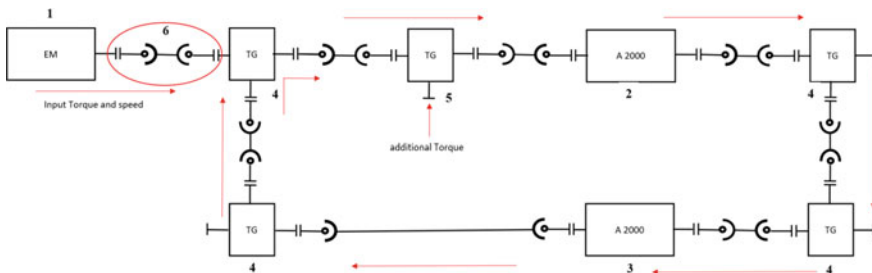 1
6
EM
TG
TG
A 2000
TG
4
5
2
4
Input Torque and speed
additional Torque
TG
A 2000
TG
4
3
4